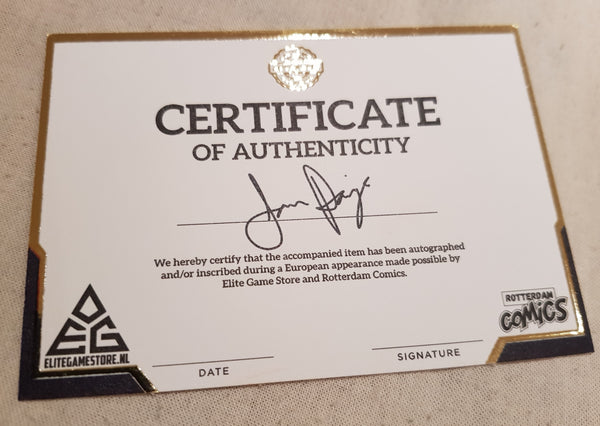 CERTIFICATE
OF AUTHENTICITY
We hereby certify that the accompanied item has been autographed
and/or inscribed during a European appearance made possible by
Elite Game Store and Rotterdam Comics.
EG
ELITEGAMESTORE.NL
DATE
SIGNATURE
ROTTERDAM
COMICS